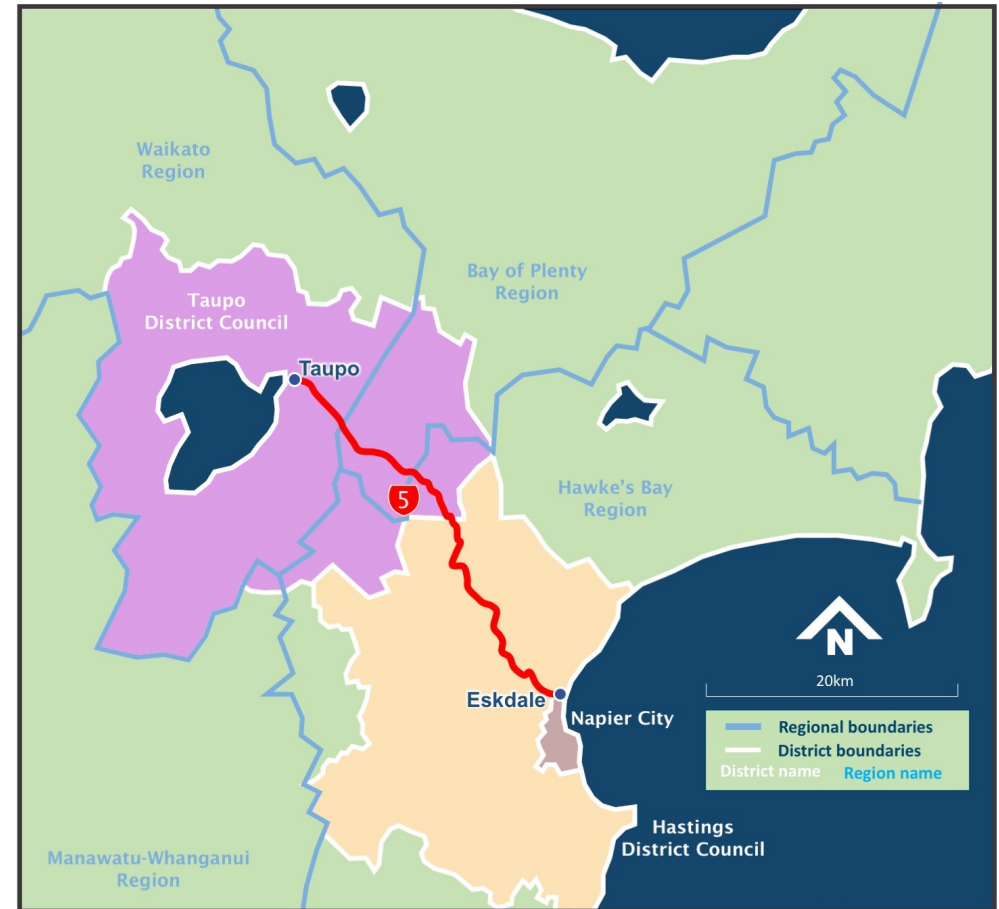 Waikato
Region
Bay of Plenty
Region
Taupo
District Council
Taupo
Hawke's Bay
Region
5
N
20km
Eskdale
Napier City
Regional boundaries
District boundaries
District name Region name
Hastings
District Council
Manawatu-Whanganui
Region